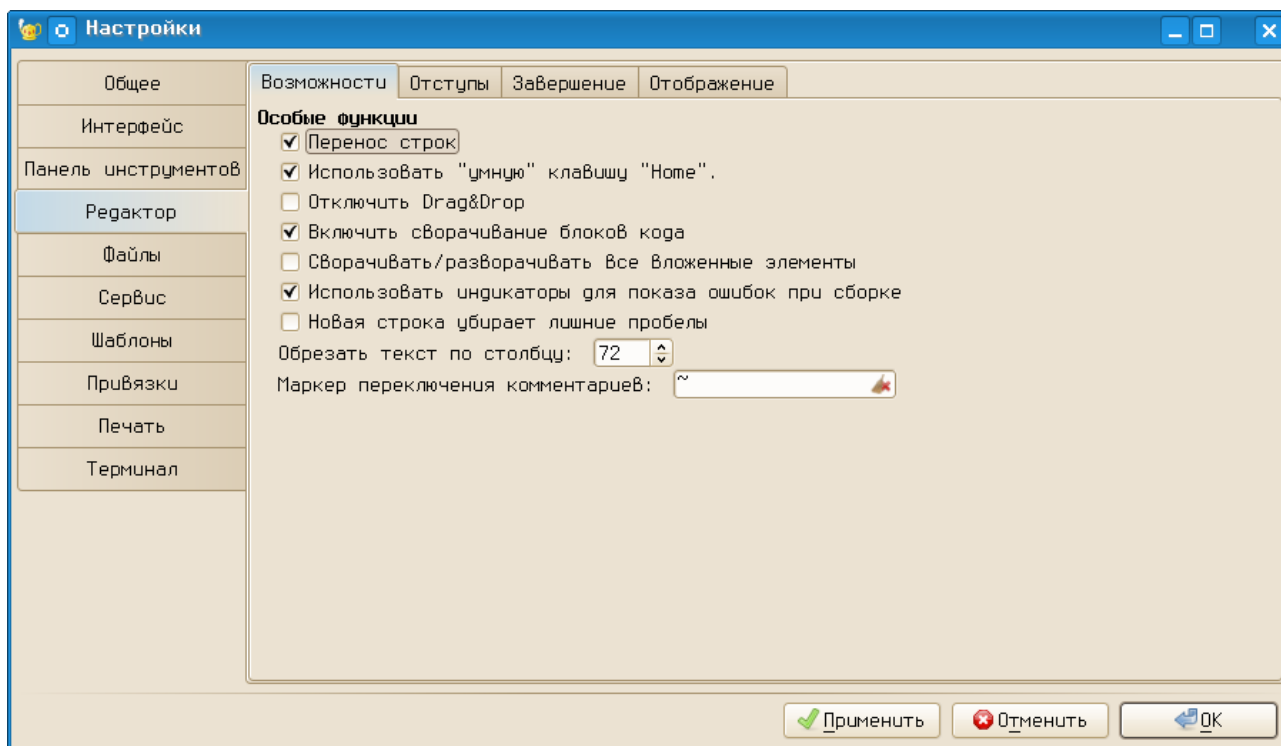 Настройки
Общее
Интерфейс
Панель инструментов
Редактор
Файлы
Сервис
Шаблоны
Привязки
Печать
Терминал
Возможности Отступы Завершение Отображение
Особые функции
Перенос строк
Использовать "умную" клавишу "Home".
Отключить Drag&Drop
Включить сворачивание блоков кода
Сворачивать/разворачивать все вложенные элементы
Использовать индикаторы для показа ошибок при сборке
Новая строка убирает лишние пробелы
Обрезать текст по столбцу: 72
Маркер переключения комментариев: ~
Применить Отменить OK